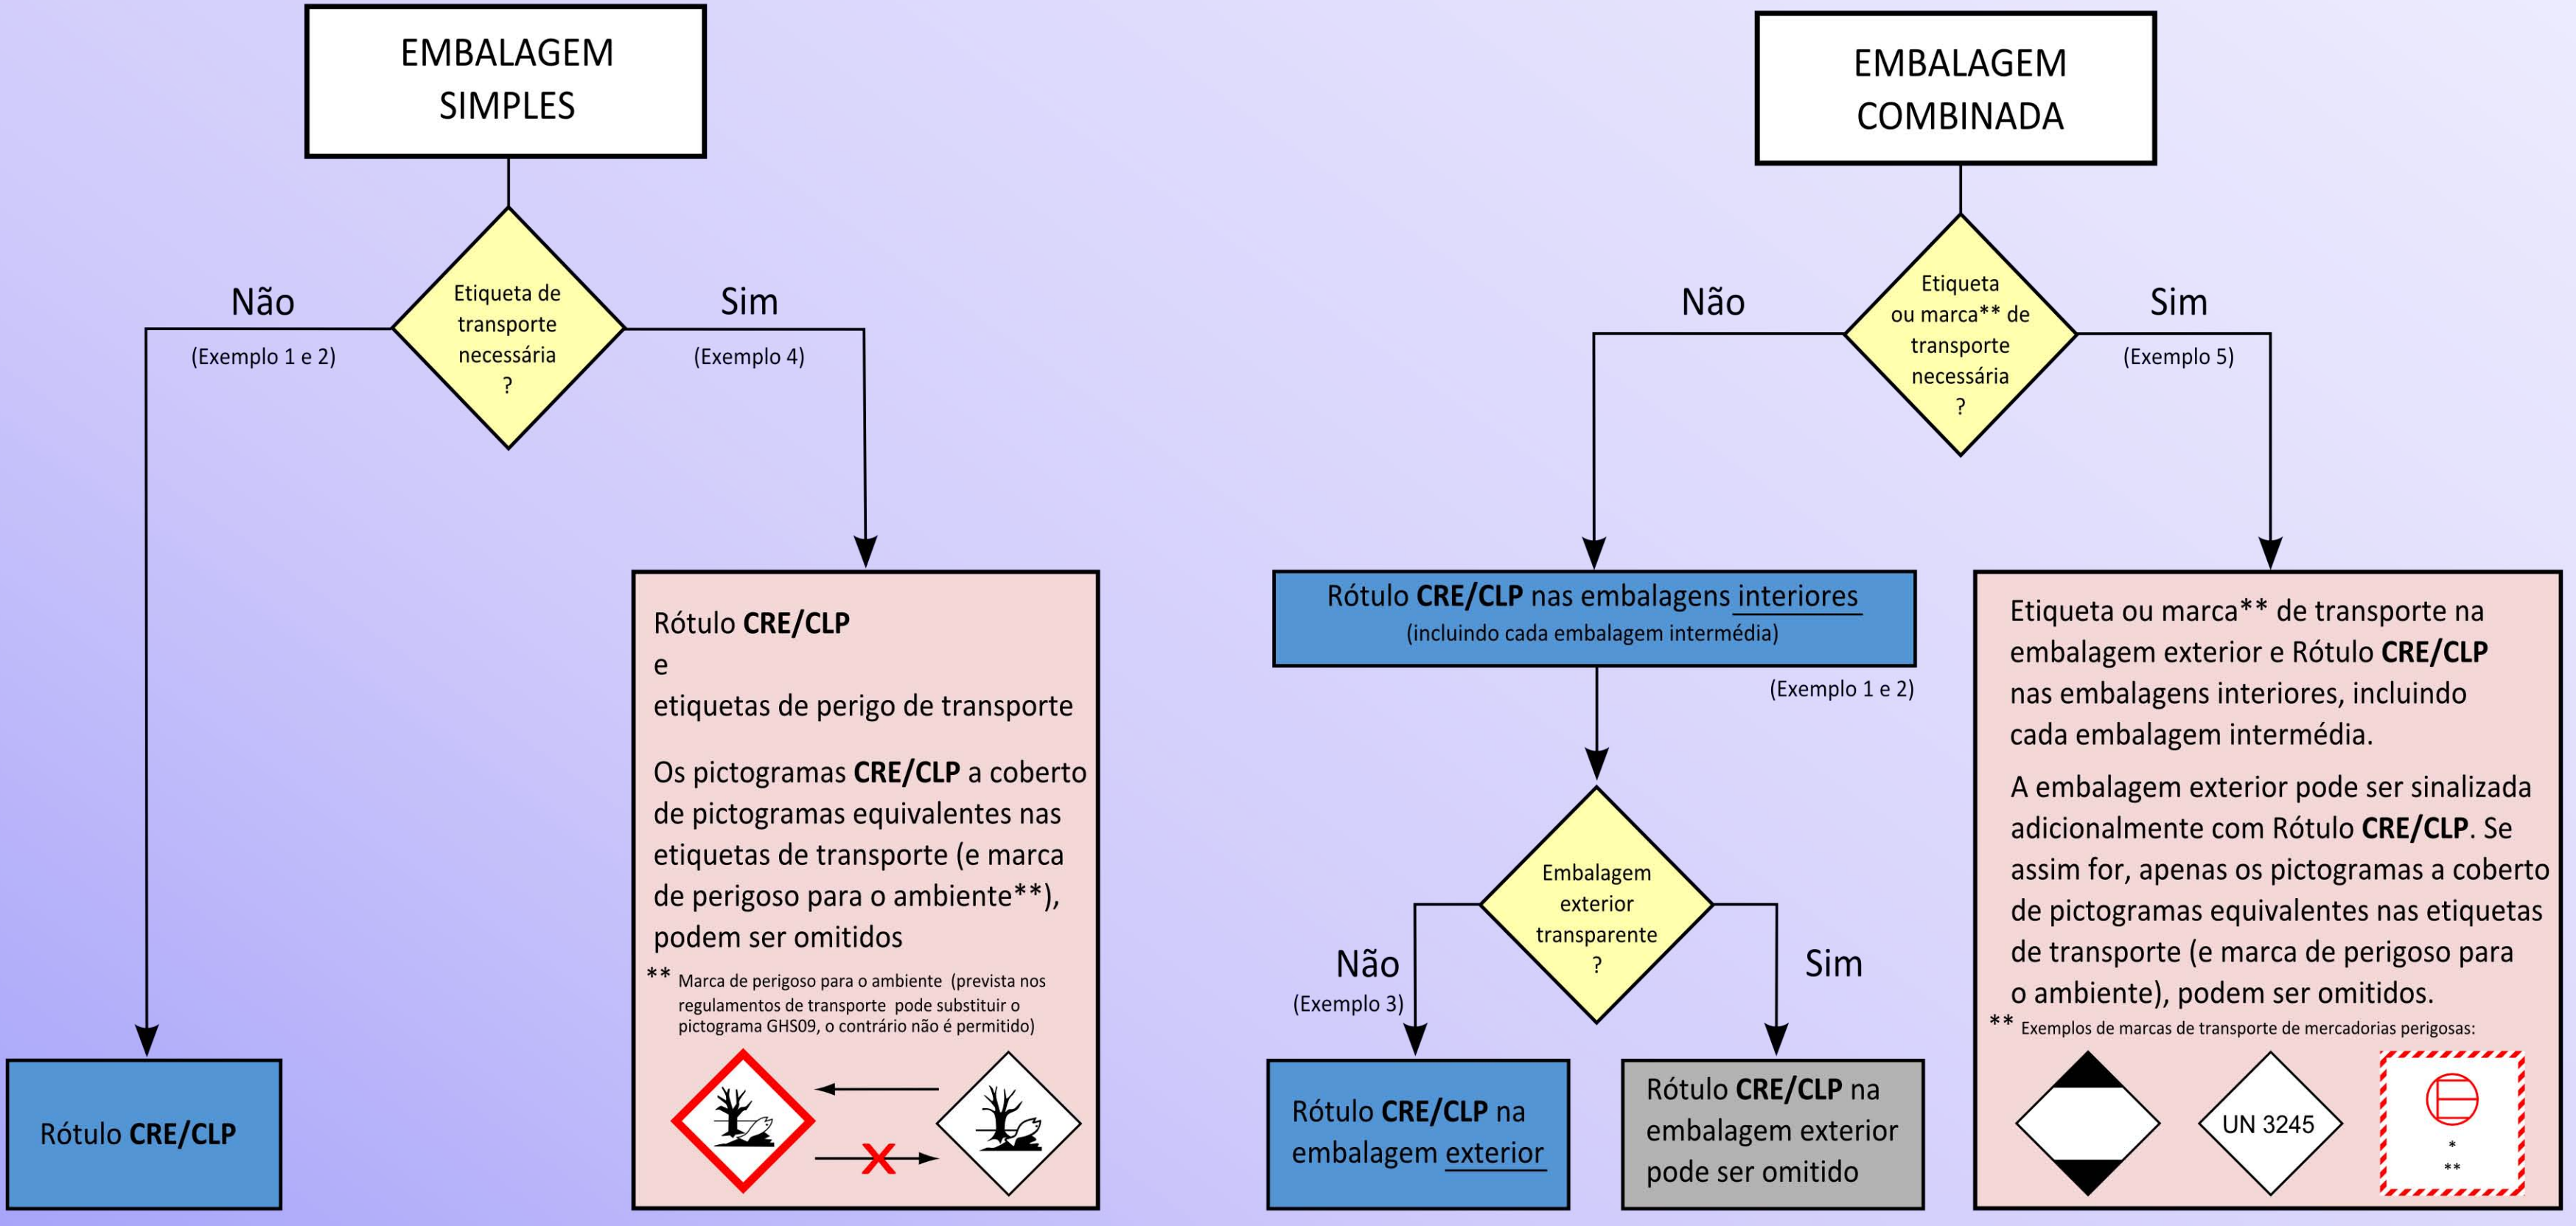 EMBALAGEM
SIMPLES
Etiqueta de
transporte
necessária
?
Não
(Exemplo 1 e 2)
Sim
(Exemplo 4)
Rótulo CRE/CLP
Rótulo CRE/CLP
e
etiquetas de perigo de transporte
Os pictogramas CRE/CLP a coberto
de pictogramas equivalentes nas
etiquetas de transporte (e marca
de perigoso para o ambiente**),
podem ser omitidos
** Marca de perigoso para o ambiente (prevista nos
regulamentos de transporte pode substituir o
pictograma GHS09, o contrário não é permitido)
EMBALAGEM
COMBINADA
Etiqueta
ou marca** de
transporte
necessária
?
Não
Sim
(Exemplo 5)
Rótulo CRE/CLP nas embalagens interiores
(incluindo cada embalagem intermédia)
(Exemplo 1 e 2)
Embalagem
exterior
transparente
?
Não
(Exemplo 3)
Sim
Rótulo CRE/CLP na
embalagem exterior
Rótulo CRE/CLP na
embalagem exterior
pode ser omitido
Etiqueta ou marca** de transporte na
embalagem exterior e Rótulo CRE/CLP
nas embalagens interiores, incluindo
cada embalagem intermédia.
A embalagem exterior pode ser sinalizada
adicionalmente com Rótulo CRE/CLP. Se
assim for, apenas os pictogramas a coberto
de pictogramas equivalentes nas etiquetas
de transporte (e marca de perigoso para
o ambiente), podem ser omitidos.
** Exemplos de marcas de transporte de mercadorias perigosas:
UN 3245
*
**